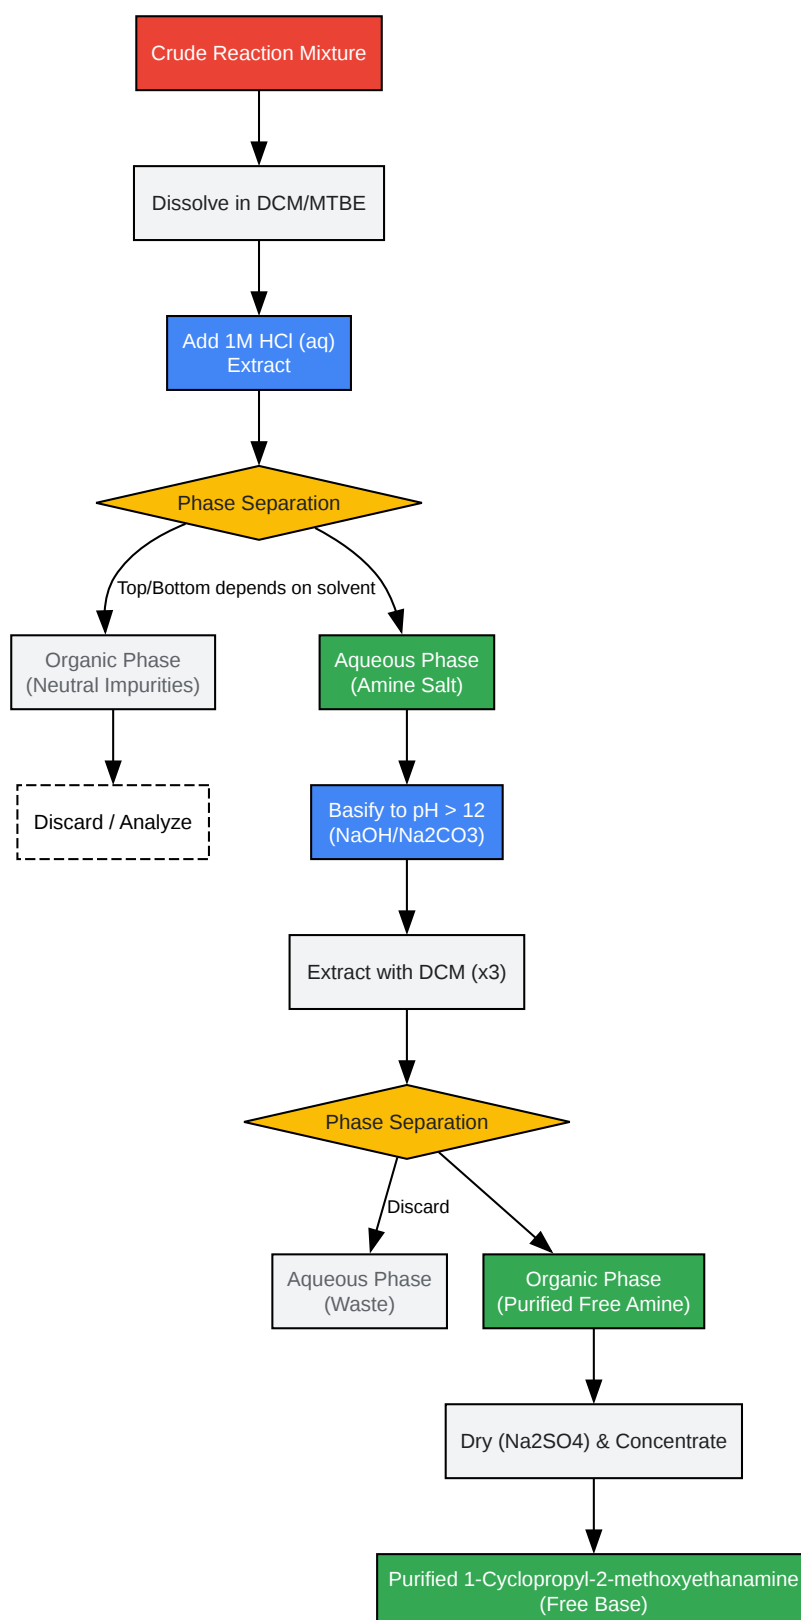 Crude Reaction Mixture
Dissolve in DCM/MTBE
Add 1M HCl (aq)
Extract
Phase Separation
Top/Bottom depends on solvent
Organic Phase
(Neutral Impurities)
Aqueous Phase
(Amine Salt)
Discard / Analyze
Basify to pH > 12
(NaOH/Na2CO3)
Extract with DCM (x3)
Phase Separation
Discard
Aqueous Phase
(Waste)
Organic Phase
(Purified Free Amine)
Dry (Na2SO4) & Concentrate
Purified 1-Cyclopropyl-2-methoxyethanamine
(Free Base)